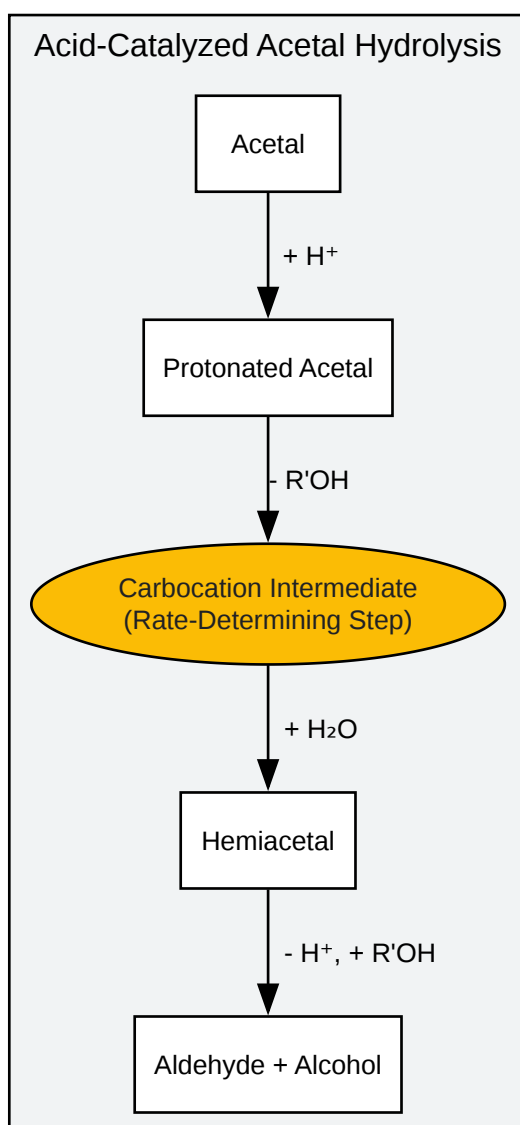 Acid-Catalyzed Acetal Hydrolysis
Acetal
+ H⁺
Protonated Acetal
- R'OH
Carbocation Intermediate
(Rate-Determining Step)
+ H₂O
Hemiacetal
- H⁺, + R'OH
Aldehyde + Alcohol